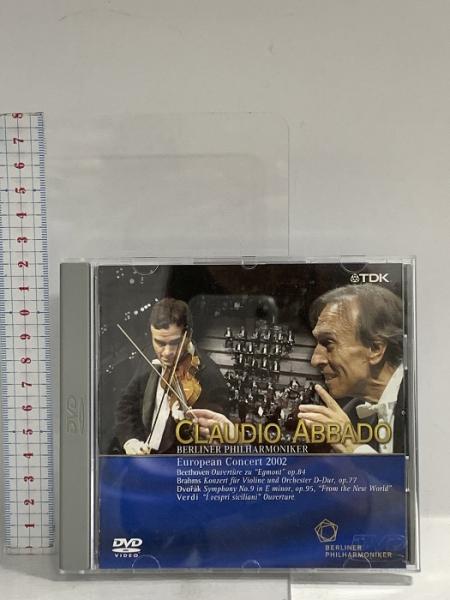 TDK
CLAUDIO ABBADO
BERLINER PHILHARMONIKER
European Concert 2002
Beethoven Ouvertüre zu "Egmont" op.84
Brahms Konzert für Violine und Orchester D-Dur, op.77
Dvořák Symphony No.9 in E minor, op.95, "From the New World"
Verdi "I vespri siciliani" Ouverture
DVD
VIDEO
BERLINER
PHILHARMONIKER
DVD